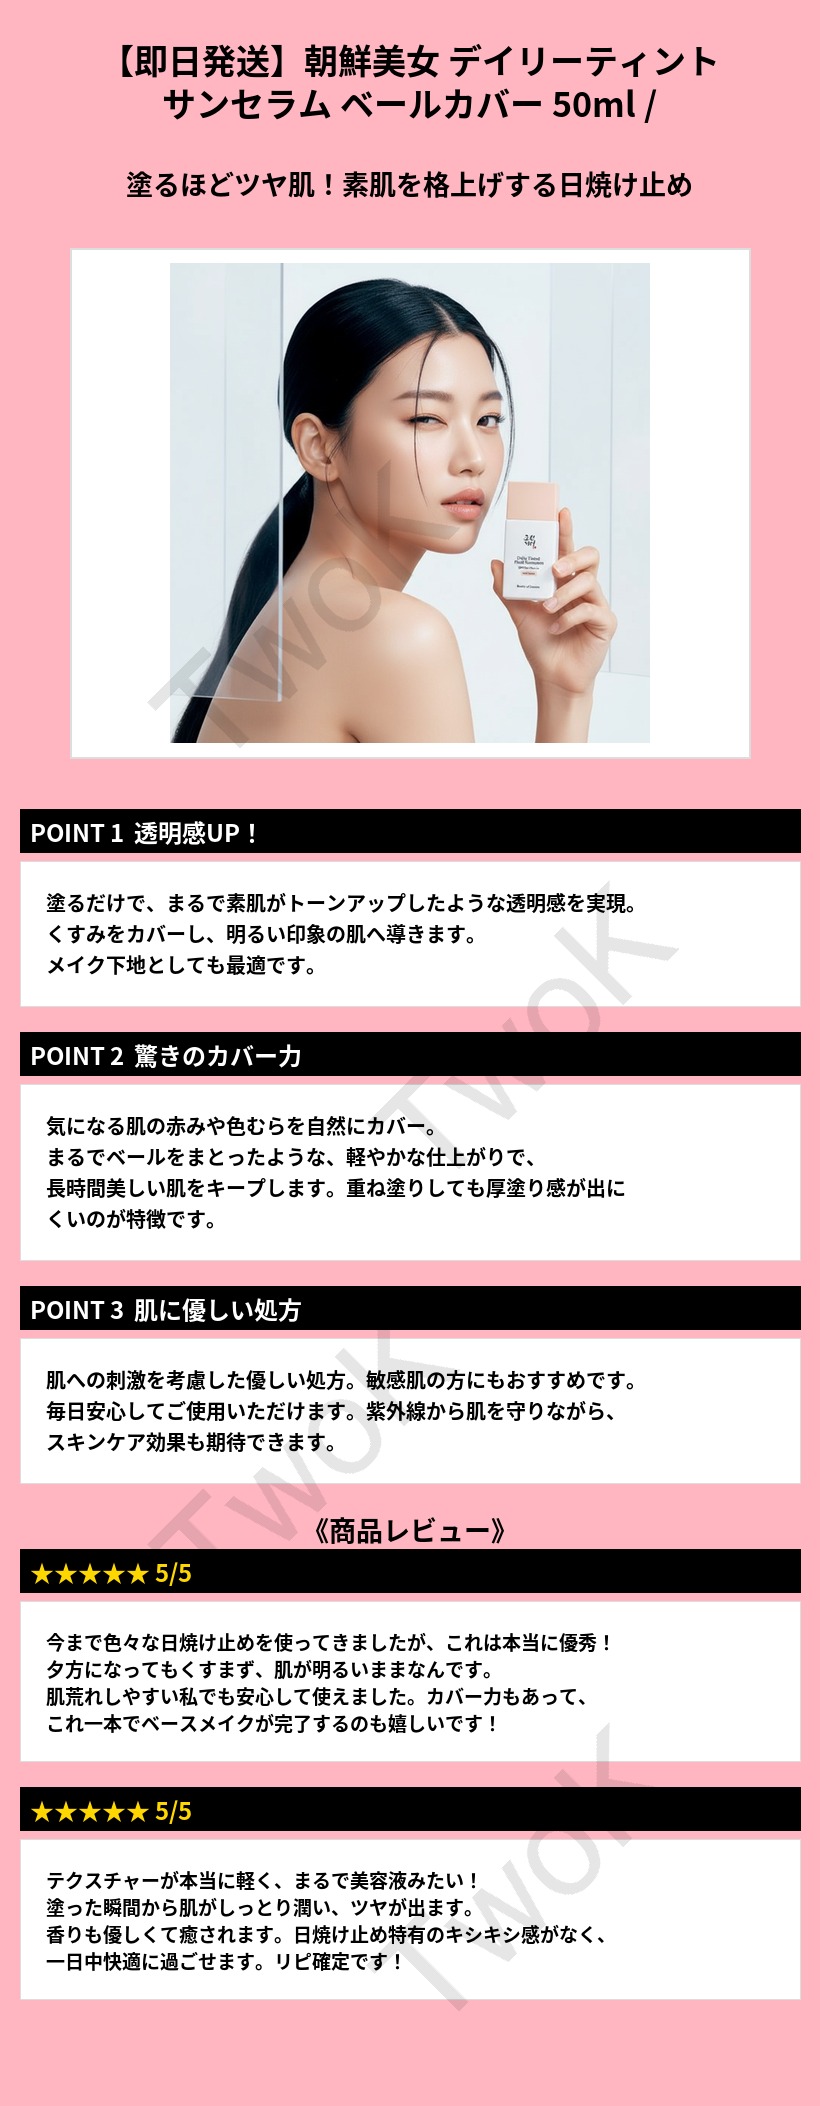 【即日発送】朝鮮美女 デイリーティント
サンセラム ベールカバー 50ml /
塗るほどツヤ肌！素肌を格上げする日焼け止め
조선
미녀
Daily Tinted
Fluid Sunscreen
Beauty of Joseon
TwoK
POINT 1 透明感UP！
塗るだけで、まるで素肌がトーンアップしたような透明感を実現。
くすみをカバーし、明るい印象の肌へ導きます。
メイク下地としても最適です。
TwoK
POINT 2 驚きのカバー力
気になる肌の赤みや色むらを自然にカバー。
まるでベールをまとったような、軽やかな仕上がりで、
長時間美しい肌をキープします。重ね塗りしても厚塗り感が出に
くいのが特徴です。
POINT 3 肌に優しい処方
肌への刺激を考慮した優しい処方。敏感肌の方にもおすすめです。
毎日安心してご使用いただけます。紫外線から肌を守りながら、
スキンケア効果も期待できます。
TwoK
《商品レビュー》
★★★★★ 5/5
今まで色々な日焼け止めを使ってきましたが、これは本当に優秀！
夕方になってもくすまず、肌が明るいままなんです。
肌荒れしやすい私でも安心して使えました。カバー力もあって、
これ一本でベースメイクが完了するのも嬉しいです！
★★★★★ 5/5
テクスチャーが本当に軽く、まるで美容液みたい！
塗った瞬間から肌がしっとり潤い、ツヤが出ます。
香りも優しくて癒されます。日焼け止め特有のキシキシ感がなく、
一日中快適に過ごせます。リピ確定です！
TwoK